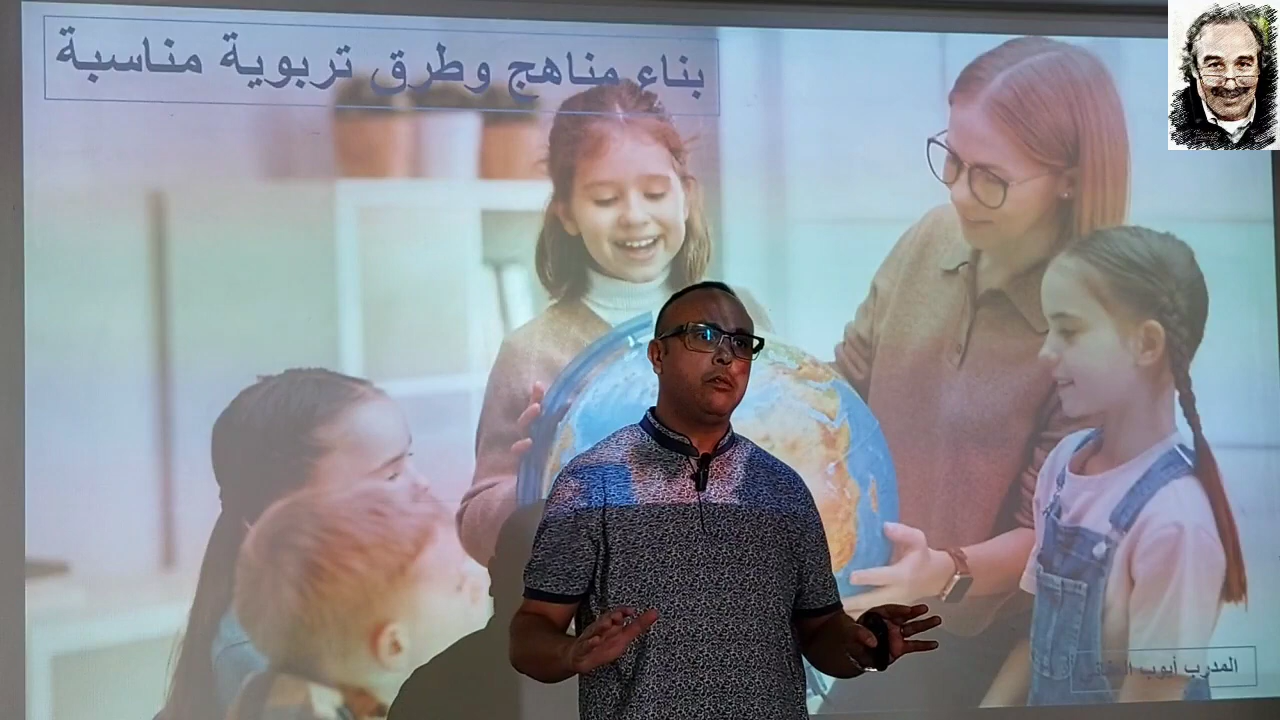 بناء مناهج وطرق تربوية مناسبة
المدرب أيوب